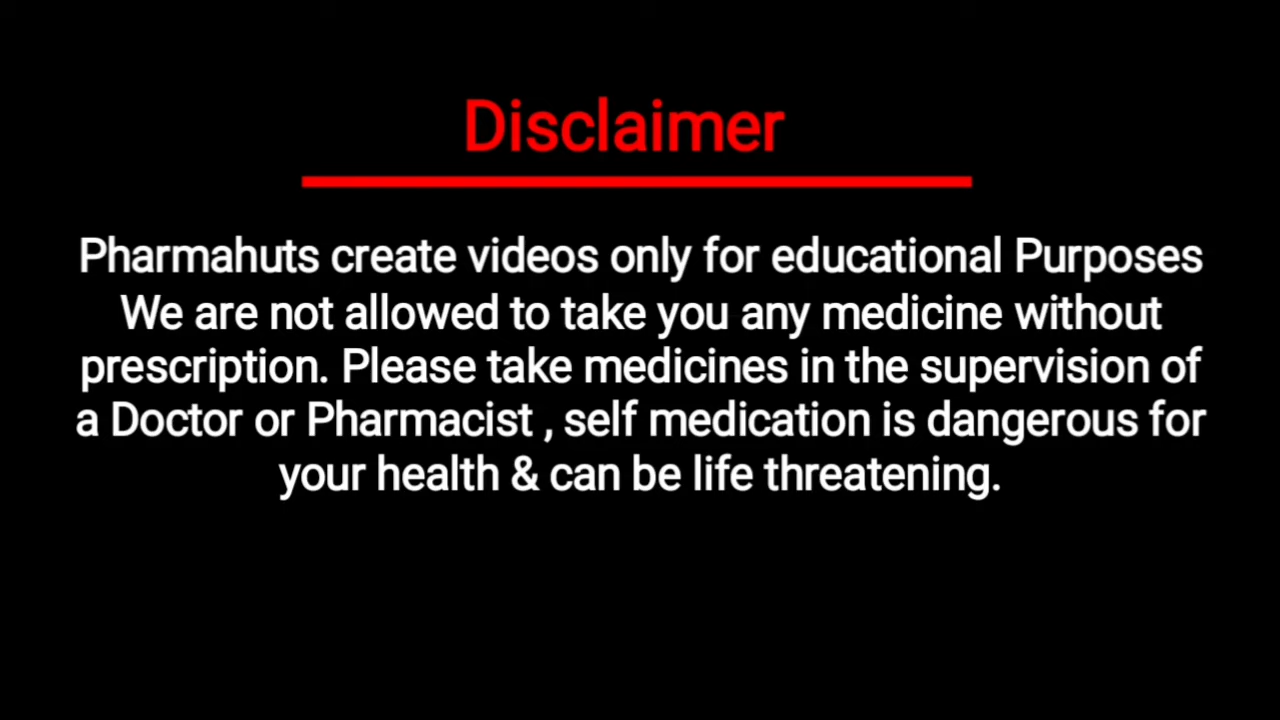 Disclaimer
Pharmahuts create videos only for educational Purposes
We are not allowed to take you any medicine without
prescription. Please take medicines in the supervision of
a Doctor or Pharmacist , self medication is dangerous for
your health & can be life threatening.